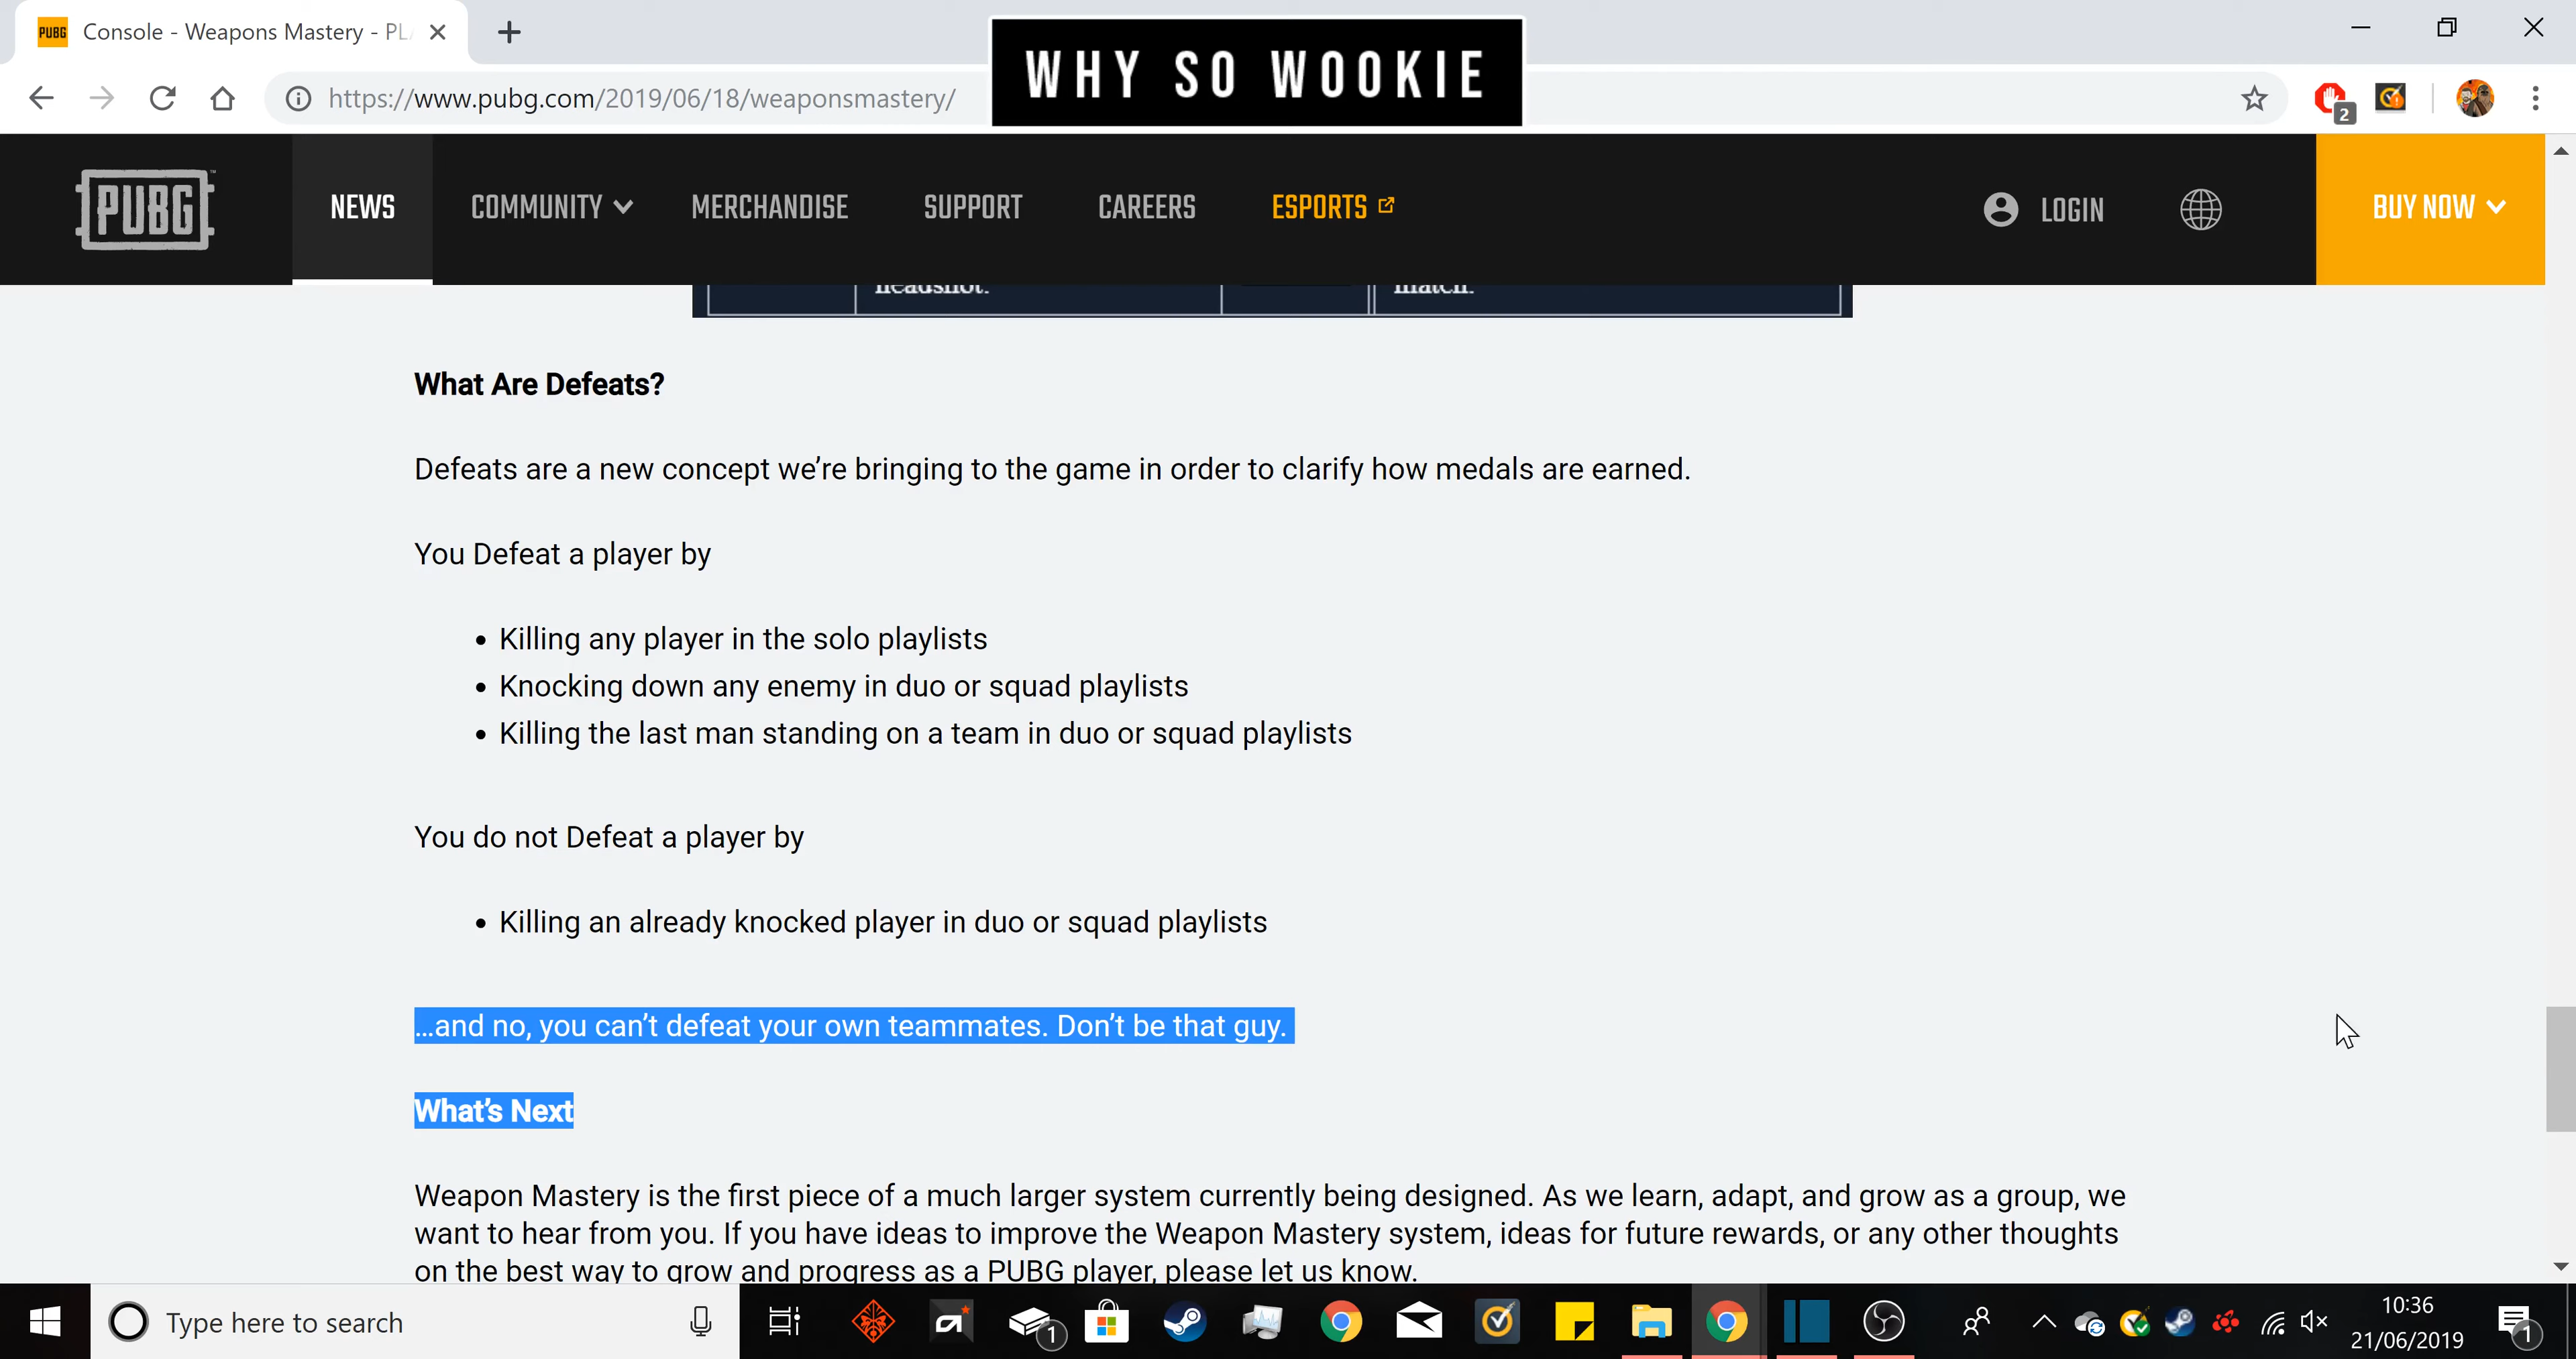 PUBG
Console - Weapons Mastery - PL
WHY SO WOOKIE
https://www.pubg.com/2019/06/18/weaponsmastery/
2
PUBG
NEWS
COMMUNITY
MERCHANDISE
SUPPORT
CAREERS
ESPORTS
LOGIN
BUY NOW
headshot.
match.
What Are Defeats?
Defeats are a new concept we’re bringing to the game in order to clarify how medals are earned.
You Defeat a player by
• Killing any player in the solo playlists
• Knocking down any enemy in duo or squad playlists
• Killing the last man standing on a team in duo or squad playlists
You do not Defeat a player by
• Killing an already knocked player in duo or squad playlists
…and no, you can’t defeat your own teammates. Don’t be that guy.
What’s Next
Weapon Mastery is the first piece of a much larger system currently being designed. As we learn, adapt, and grow as a group, we
want to hear from you. If you have ideas to improve the Weapon Mastery system, ideas for future rewards, or any other thoughts
on the best way to grow and progress as a PUBG player, please let us know.
Type here to search
1
10:36
21/06/2019
1